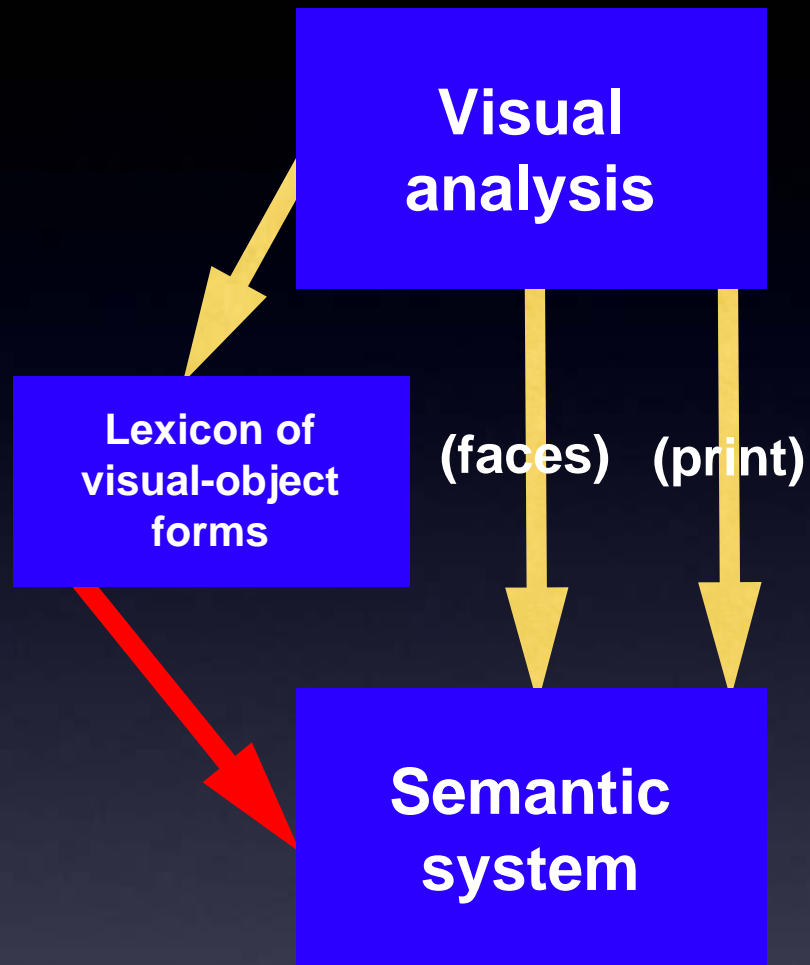 Visual
analysis
Lexicon of
visual-object
forms
(faces)
(print)
Semantic
system